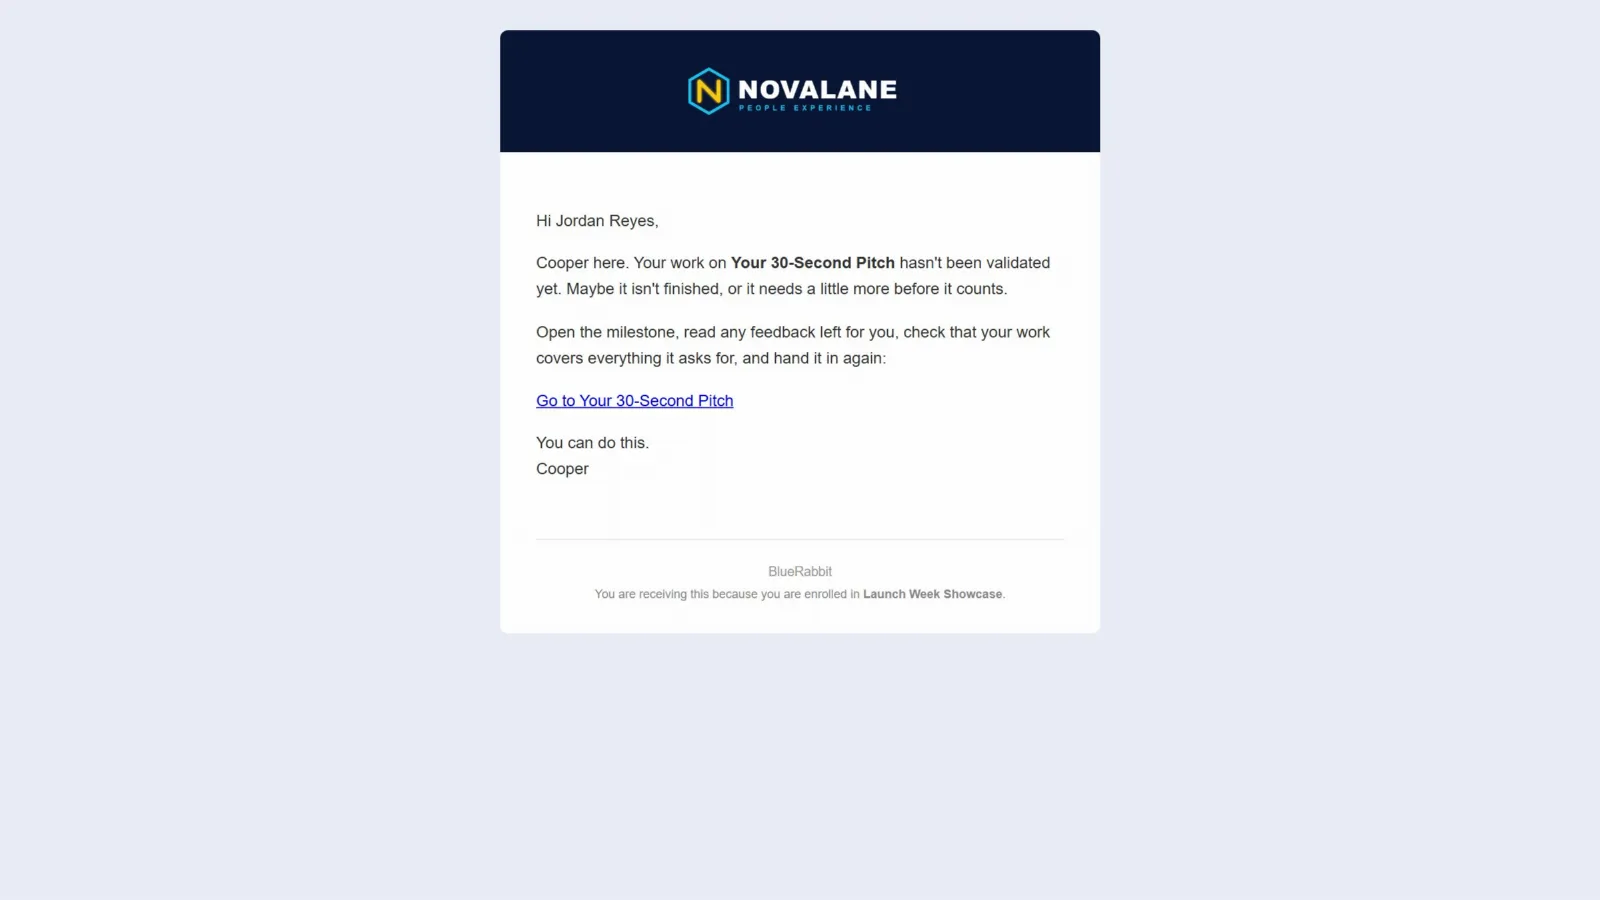 NOVALANE
PEOPLE EXPERIENCE
Hi Jordan Reyes,
Cooper here. Your work on Your 30-Second Pitch hasn't been validated
yet. Maybe it isn't finished, or it needs a little more before it counts.
Open the milestone, read any feedback left for you, check that your work
covers everything it asks for, and hand it in again:
Go to Your 30-Second Pitch
You can do this.
Cooper
BlueRabbit
You are receiving this because you are enrolled in Launch Week Showcase.